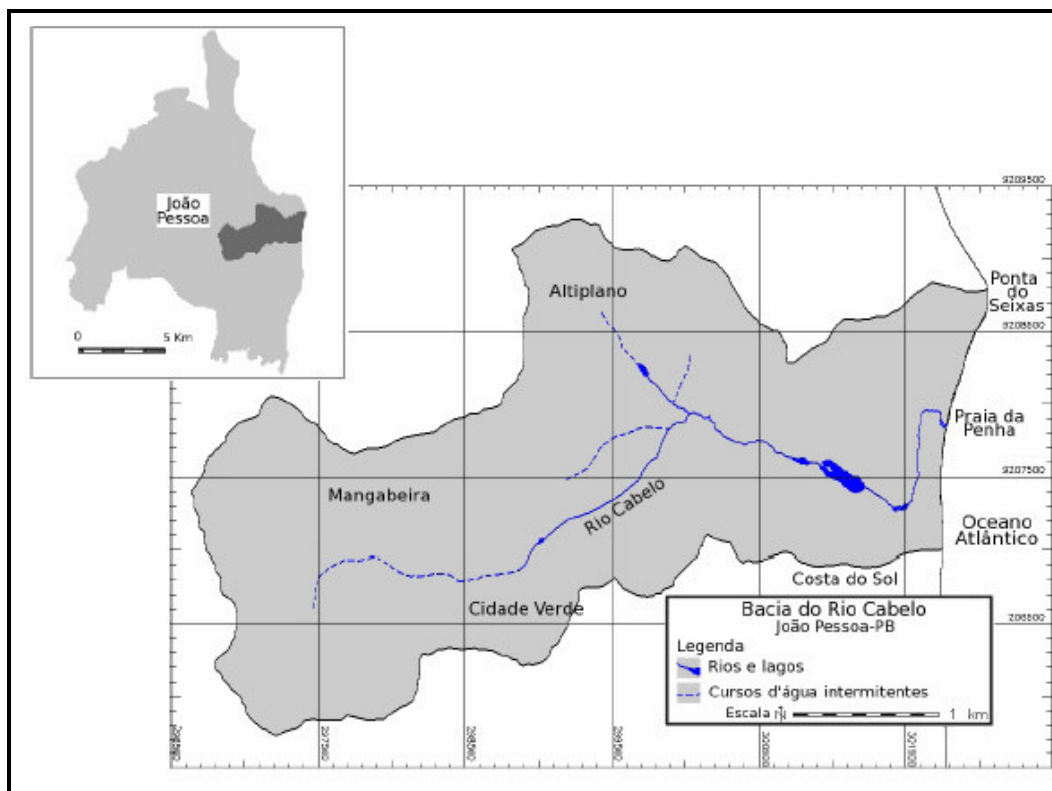 João
Pessoa
0
5 Km
9209500
Altiplano
Ponta
do
Seixas
9208500
Praia da
Penha
Mangabeira
9207500
Rio Cabelo
Oceano
Atlântico
Costa do Sol
Cidade Verde
206500
Bacia do Rio Cabelo
João Pessoa-PB
Legenda
Rios e lagos
Cursos d'água intermitentes
Escala N 1 km